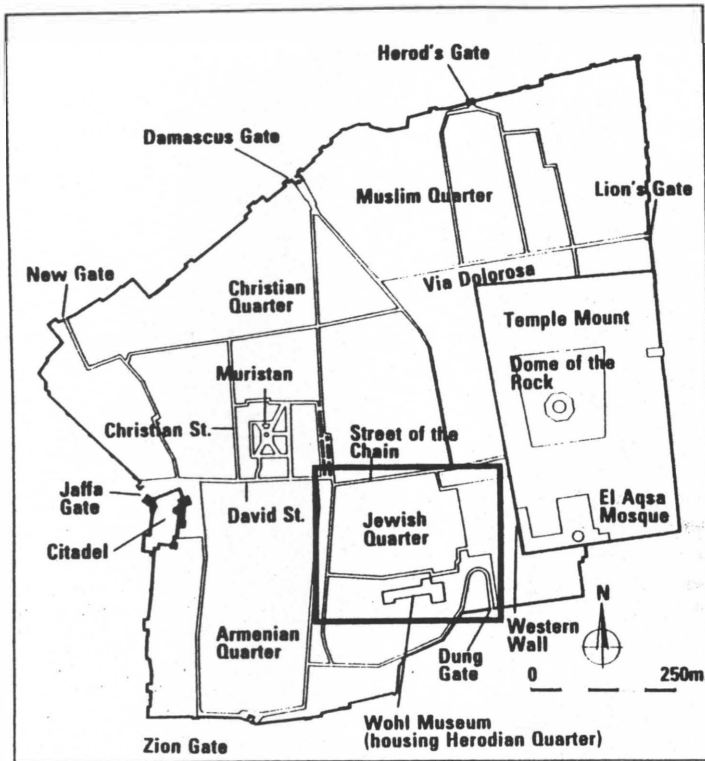 Herod's Gate
Damascus Gate
Muslim Quarter
Lion's Gate
New Gate
Christian
Quarter
Via Dolorosa
Temple Mount
Muristan
Dome of the
Rock
Christian St.
Street of the
Chain
Jaffa
Gate
David St.
Jewish
Quarter
El Aqsa
Mosque
Citadel
N
Armenian
Quarter
Western
Wall
Dung
Gate
0 250m
Wohl Museum
(housing Herodian Quarter)
Zion Gate